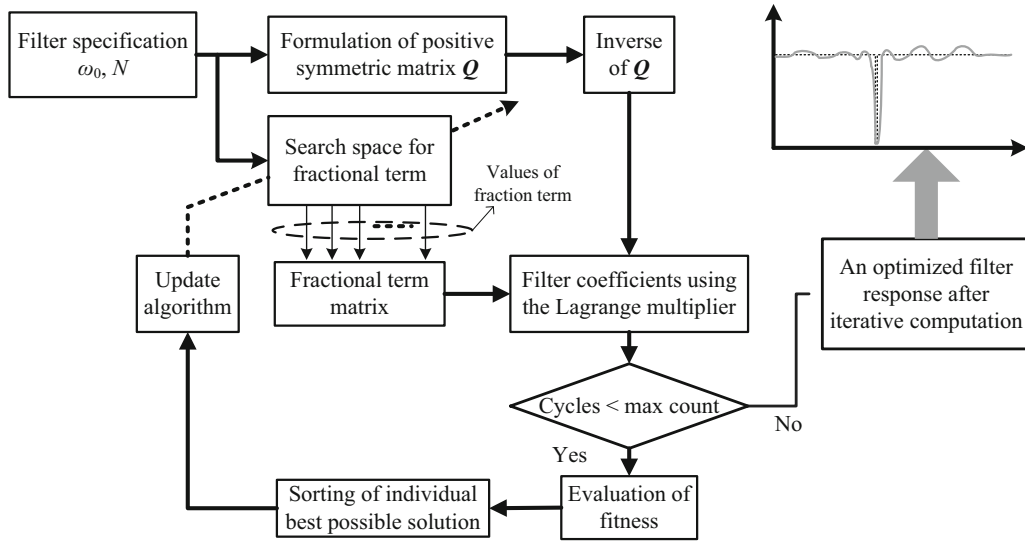 Filter specification
ω₀, N
Formulation of positive
symmetric matrix Q
Inverse
of Q
Search space for
fractional term
Values of
fraction term
Update
algorithm
Fractional term
matrix
Filter coefficients using
the Lagrange multiplier
An optimized filter
response after
iterative computation
Cycles < max count
No
Yes
Sorting of individual
best possible solution
Evaluation of
fitness